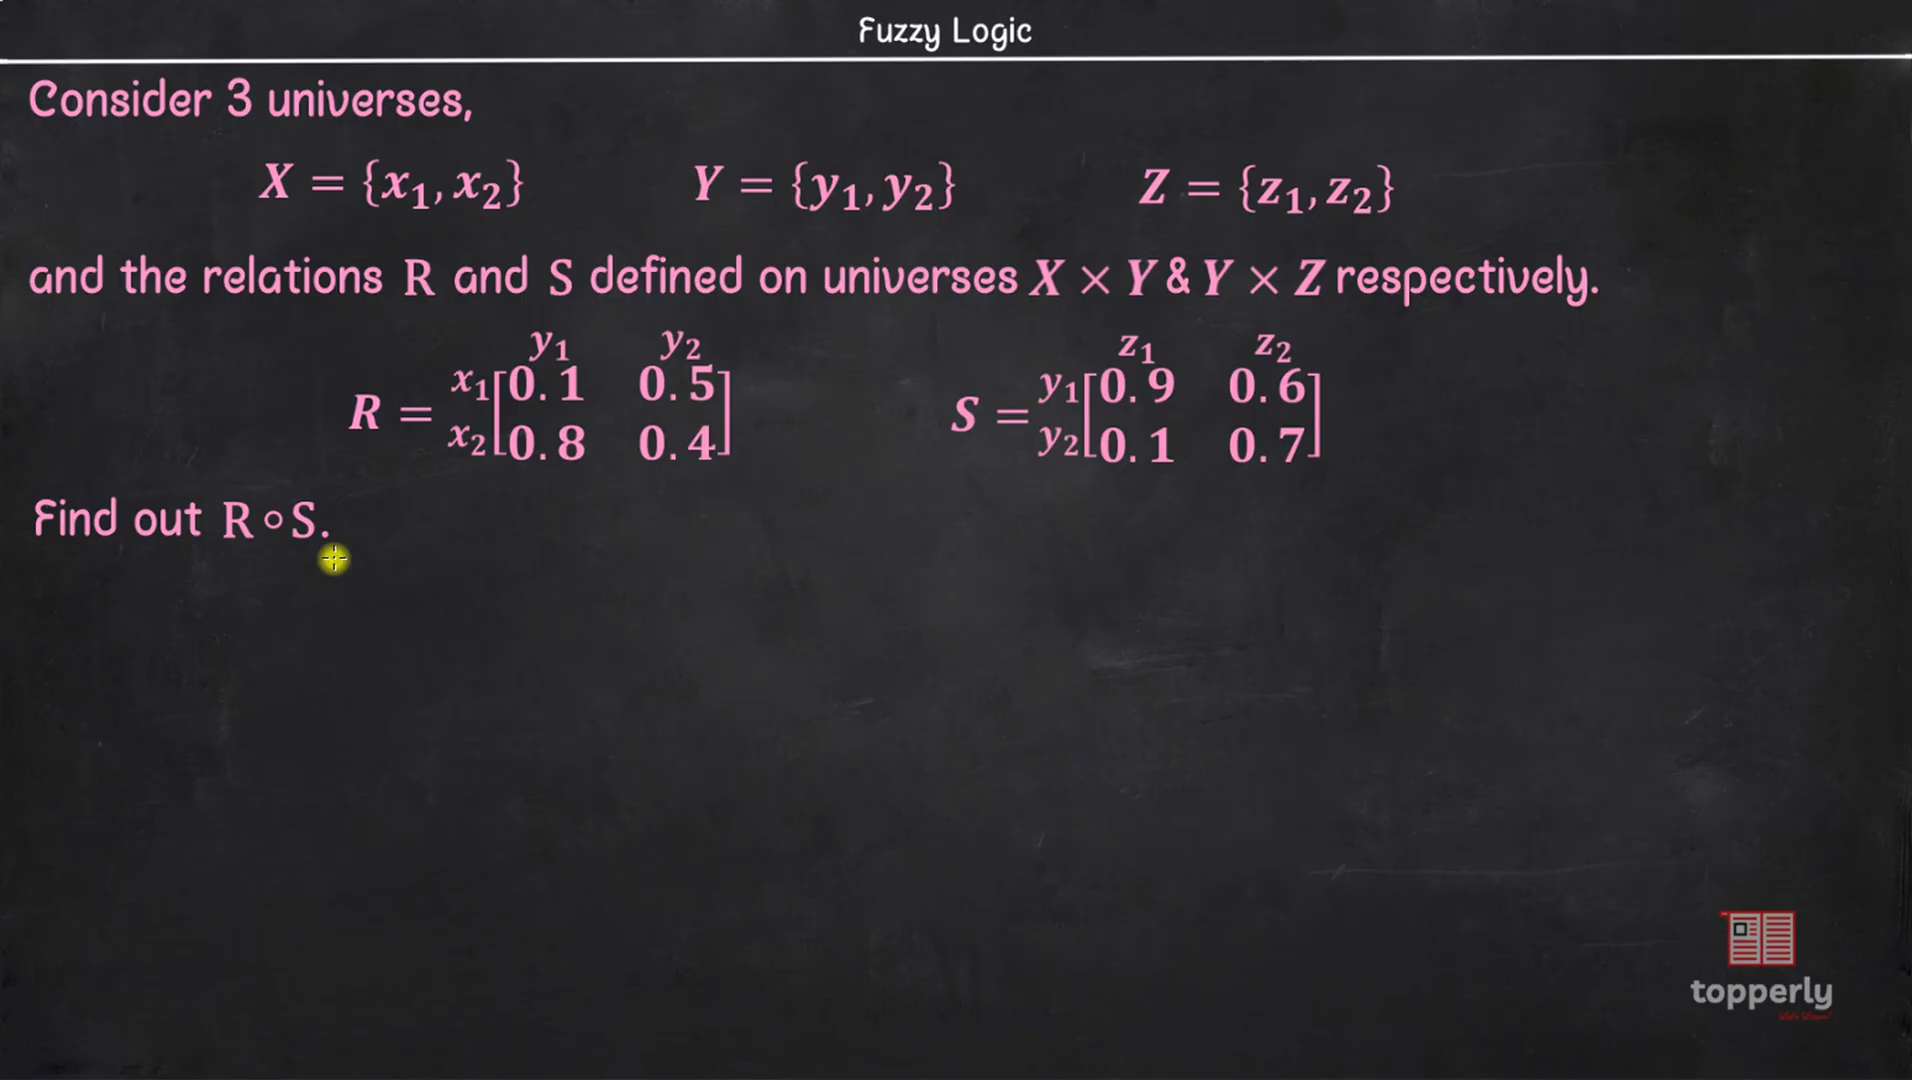 Fuzzy Logic
Consider 3 universes,
X = {x₁, x₂} Y = {y₁, y₂} Z = {z₁, z₂}
and the relations R and S defined on universes X × Y & Y × Z respectively.
y₁ y₂ z₁ z₂
x₁ [0.1 0.5] y₁ [0.9 0.6]
R = S =
x₂ [0.8 0.4] y₂ [0.1 0.7]
Find out R ∘ S.
topperly